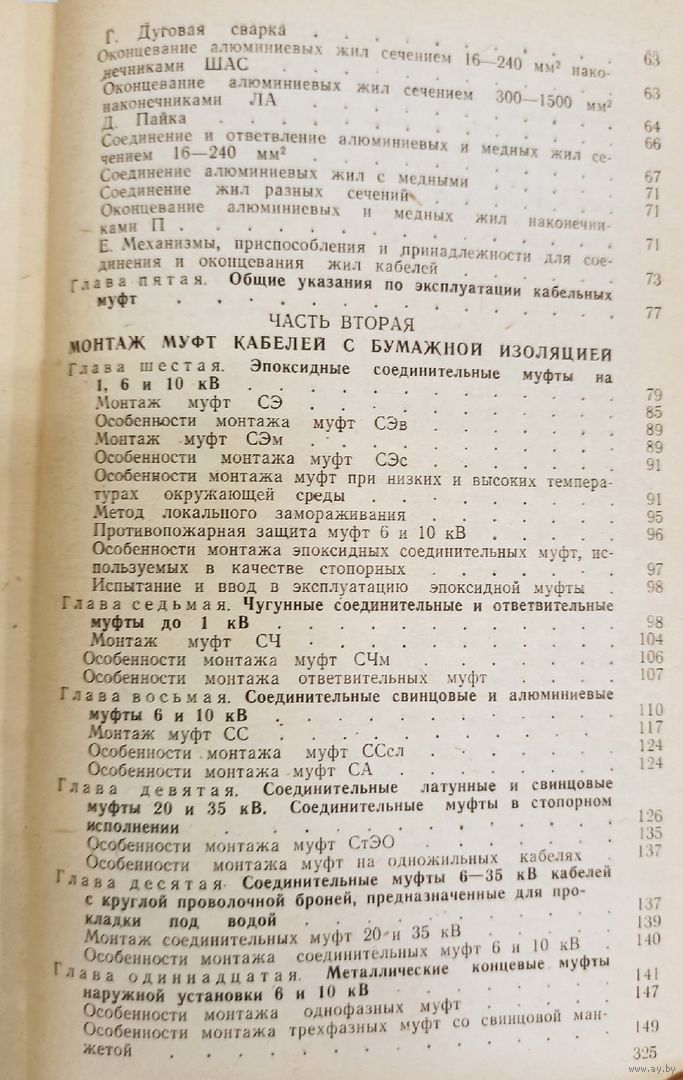 Г. Дуговая сварка . . . . . . . . . 63
Оконцевание алюминиевых жил сечением 16—240 мм² нако-
нечниками ШАС . . . . . . . . . 63
Оконцевание алюминиевых жил сечением 300—1500 мм²
наконечниками ЛА . . . . . . . . 64
Д. Пайка . . . . . . . . . . . 66
Соединение и ответвление алюминиевых и медных жил се-
чением 16—240 мм² . . . . . . . . 67
Соединение алюминиевых жил с медными . . . . 71
Соединение жил разных сечений . . . . . . 71
Оконцевание алюминиевых и медных жил наконечни-
ками П . . . . . . . . . . . . 71
Е. Механизмы, приспособления и принадлежности для сое-
динения и оконцевания жил кабелей . . . . . 73
Глава пятая. Общие указания по эксплуатации кабельных
муфт . . . . . . . . . . . . . 77
ЧАСТЬ ВТОРАЯ
МОНТАЖ МУФТ КАБЕЛЕЙ С БУМАЖНОЙ ИЗОЛЯЦИЕЙ
Глава шестая. Эпоксидные соединительные муфты на
1, 6 и 10 кВ . . . . . . . . . . 79
Монтаж муфт СЭ . . . . . . . . . 85
Особенности монтажа муфт СЭв . . . . . . 89
Монтаж муфт СЭм . . . . . . . . . 89
Особенности монтажа муфт СЭс . . . . . . 91
Особенности монтажа муфт при низких и высоких темпера-
турах окружающей среды . . . . . . . 91
Метод локального замораживания . . . . . . 95
Противопожарная защита муфт 6 и 10 кВ . . . . 96
Особенности монтажа эпоксидных соединительных муфт, ис-
пользуемых в качестве стопорных . . . . . . 97
Испытание и ввод в эксплуатацию эпоксидной муфты . 98
Глава седьмая. Чугунные соединительные и ответвительные
муфты до 1 кВ . . . . . . . . . 98
Монтаж муфт СЧ . . . . . . . . . 104
Особенности монтажа муфт СЧм . . . . . . 106
Особенности монтажа ответвительных муфт . . . 107
Глава восьмая. Соединительные свинцовые и алюминиевые
муфты 6 и 10 кВ . . . . . . . . . 110
Монтаж муфт СС . . . . . . . . . 117
Особенности монтажа муфт ССсл . . . . . 124
Особенности монтажа муфт СА . . . . . . 124
Глава девятая. Соединительные латунные и свинцовые
муфты 20 и 35 кВ. Соединительные муфты в стопорном
исполнении . . . . . . . . . . . 126
Особенности монтажа муфт СтЭО . . . . . . 135
Особенности монтажа муфт на одножильных кабелях . 137
Глава десятая. Соединительные муфты 6—35 кВ кабелей
с круглой проволочной броней, предназначенные для про-
кладки под водой . . . . . . . . . 137
Монтаж соединительных муфт 20 и 35 кВ . . . . 139
Особенности монтажа соединительных муфт 6 и 10 кВ . 140
Глава одиннадцатая. Металлические концевые муфты
наружной установки 6 и 10 кВ . . . . . . 141
Особенности монтажа однофазных муфт . . . . 147
Особенности монтажа трехфазных муфт со свинцовой ман-
жетой . . . . . . . . . . . . 149
325
www.ay.by